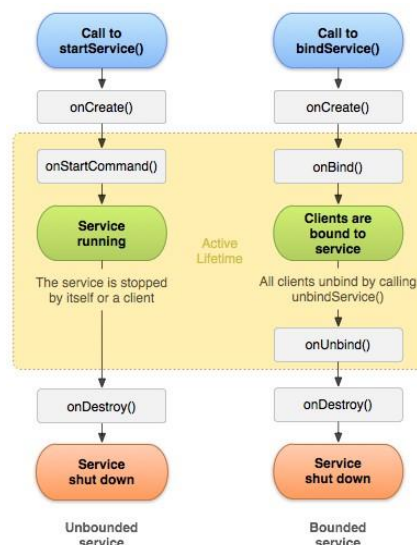 Call to
startService()
onCreate()
onStartCommand()
Service
running
The service is stopped
by itself or a client
onDestroy()
Service
shut down
Unbounded
service
Active
Lifetime
Call to
bindService()
onCreate()
onBind()
Clients are
bound to
service
All clients unbind by calling
unbindService()
onUnbind()
onDestroy()
Service
shut down
Bounded
service